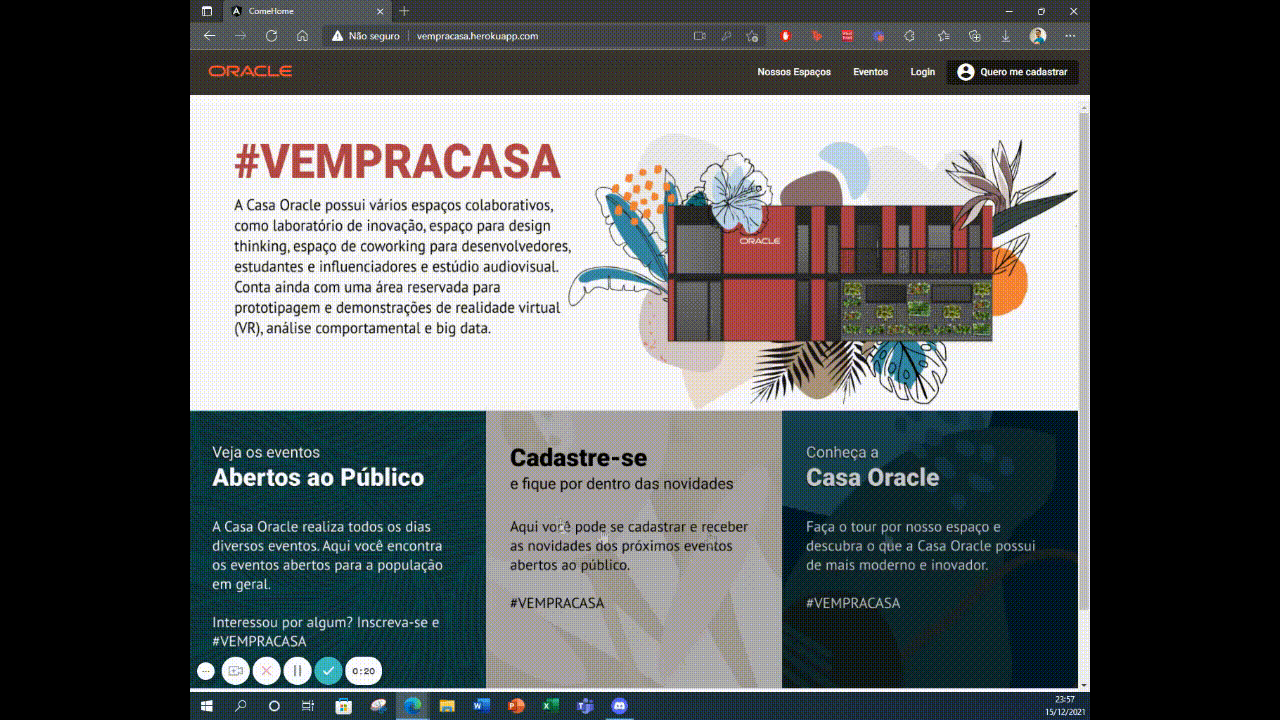 ComeHome
Não seguro
vempracasa.herokuapp.com
ORACLE
Nossos Espaços
Eventos
Login
Quero me cadastrar
#VEMPRACASA
A Casa Oracle possui vários espaços colaborativos,
como laboratório de inovação, espaço para design
thinking, espaço de coworking para desenvolvedores,
estudantes e influenciadores e estúdio audiovisual.
Conta ainda com uma área reservada para
prototipagem e demonstrações de realidade virtual
(VR), análise comportamental e big data.
ORACLE
Veja os eventos
Abertos ao Público
A Casa Oracle realiza todos os dias
diversos eventos. Aqui você encontra
os eventos abertos para a população
em geral.
Interessou por algum? Inscreva-se e
#VEMPRACASA
Cadastre-se
e fique por dentro das novidades
Aqui você pode se cadastrar e receber
as novidades dos próximos eventos
abertos ao público.
#VEMPRACASA
Conheça a
Casa Oracle
Faça o tour por nosso espaço e
descubra o que a Casa Oracle possui
de mais moderno e inovador.
#VEMPRACASA
0:20
23:57
15/12/2021